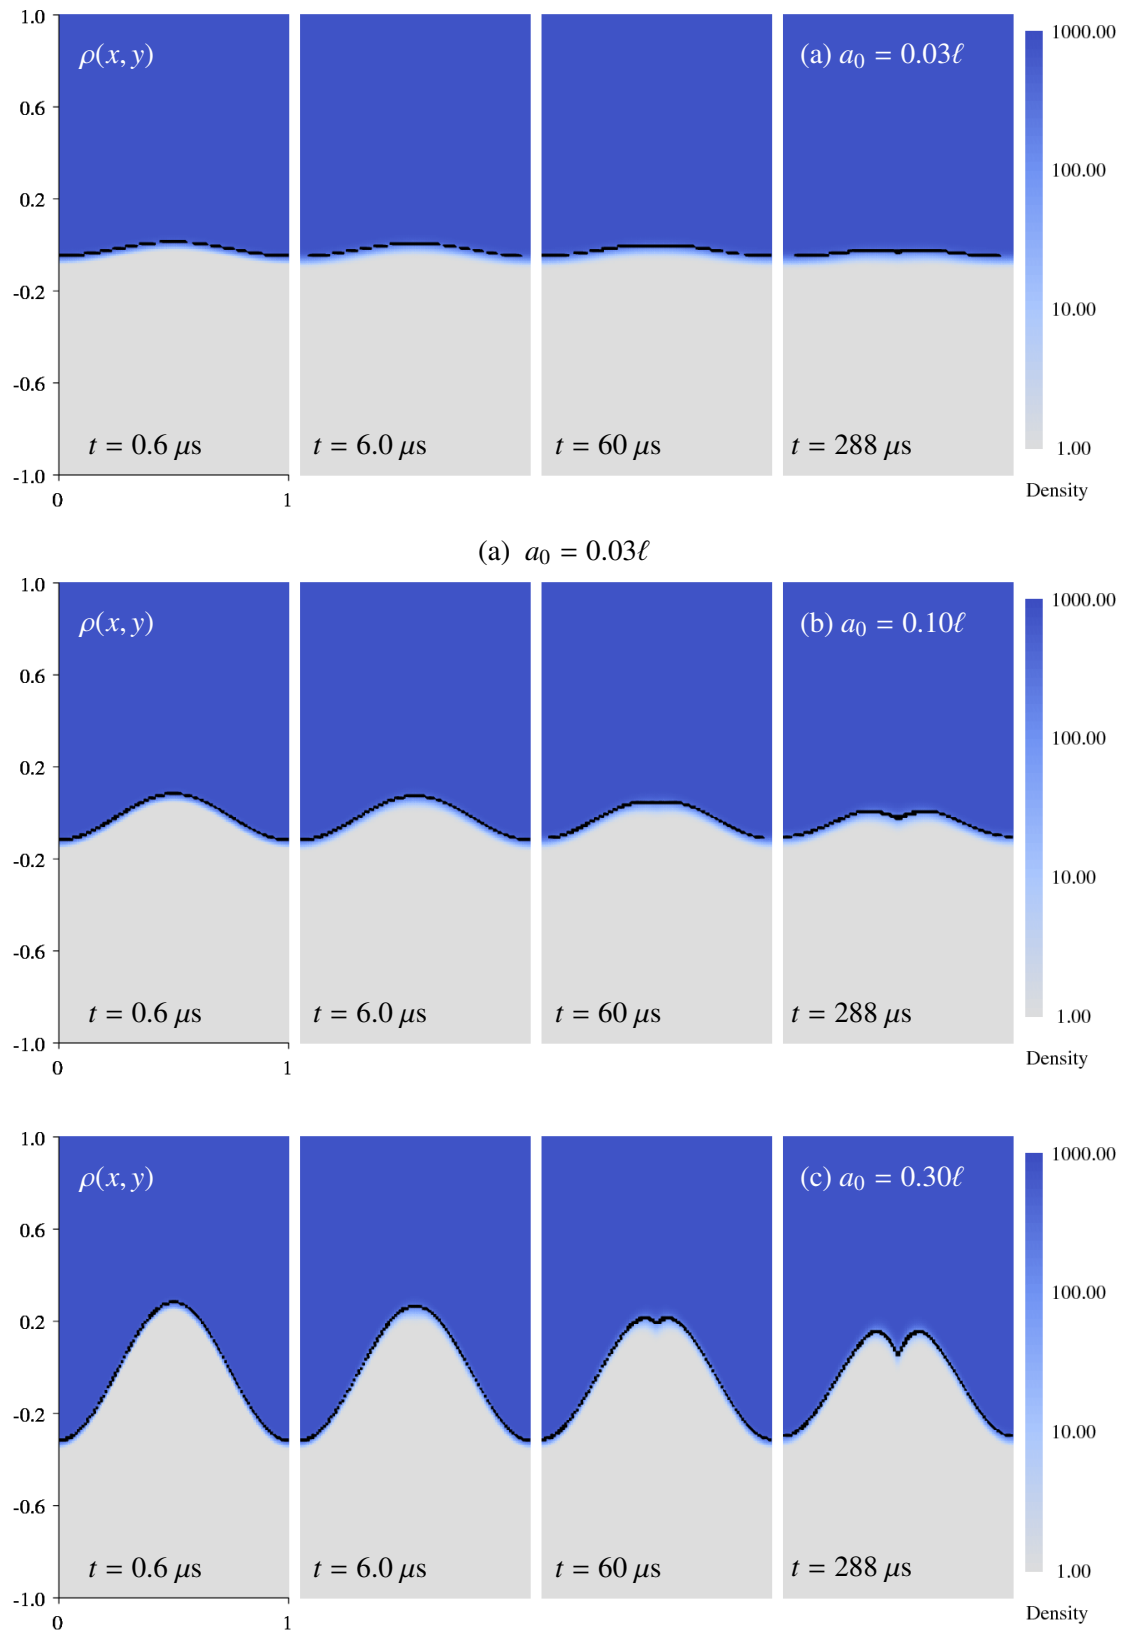 1.0
0.6
0.2
-0.2
-0.6
-1.0
0 1
ρ(x, y)
(a) a₀ = 0.03ℓ
t = 0.6 μs
t = 6.0 μs
t = 60 μs
t = 288 μs
1000.00
100.00
10.00
1.00
Density
(a) a₀ = 0.03ℓ
1.0
0.6
0.2
-0.2
-0.6
-1.0
0 1
ρ(x, y)
(b) a₀ = 0.10ℓ
t = 0.6 μs
t = 6.0 μs
t = 60 μs
t = 288 μs
1000.00
100.00
10.00
1.00
Density
1.0
0.6
0.2
-0.2
-0.6
-1.0
0 1
ρ(x, y)
(c) a₀ = 0.30ℓ
t = 0.6 μs
t = 6.0 μs
t = 60 μs
t = 288 μs
1000.00
100.00
10.00
1.00
Density